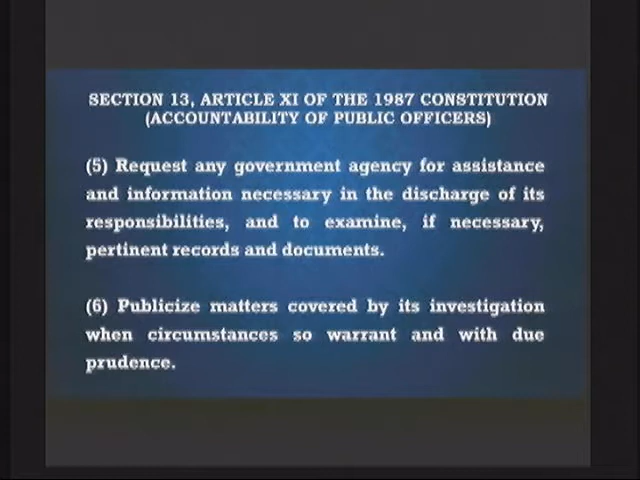 SECTION 13, ARTICLE XI OF THE 1987 CONSTITUTION
(ACCOUNTABILITY OF PUBLIC OFFICERS)
(5) Request any government agency for assistance
and information necessary in the discharge of its
responsibilities, and to examine, if necessary,
pertinent records and documents.
(6) Publicize matters covered by its investigation
when circumstances so warrant and with due
prudence.